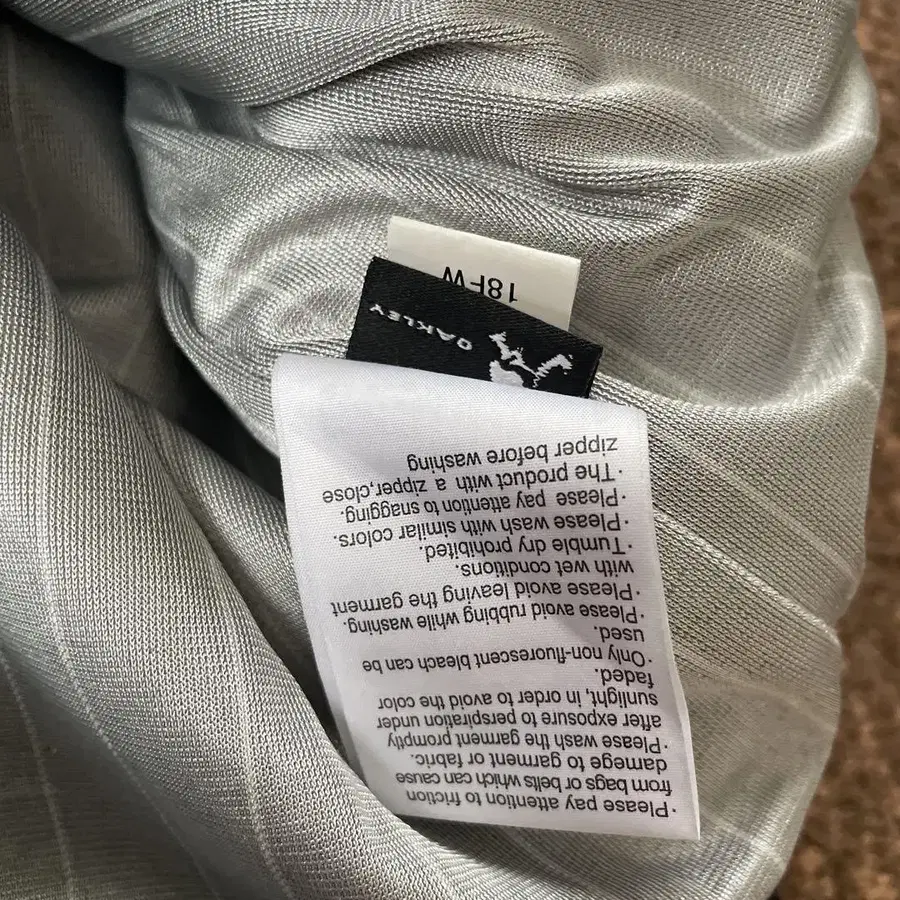 ·Please pay attention to friction
from bags or bells which can cause
damege to garment or fabric.
·Please wash the garment promptly
after exposure to perspiration under
sunlight, in order to avoid the color
faded.
·Only non-fluorescent bleach can be
used.
·Please avoid rubbing while washing.
·Please avoid leaving the garment
with wet conditions.
·Tumble dry prohibited.
·Please wash with similar colors.
·Please pay attention to snagging.
·The product with a zipper,close
zipper before washing
OAKLEY
18FW